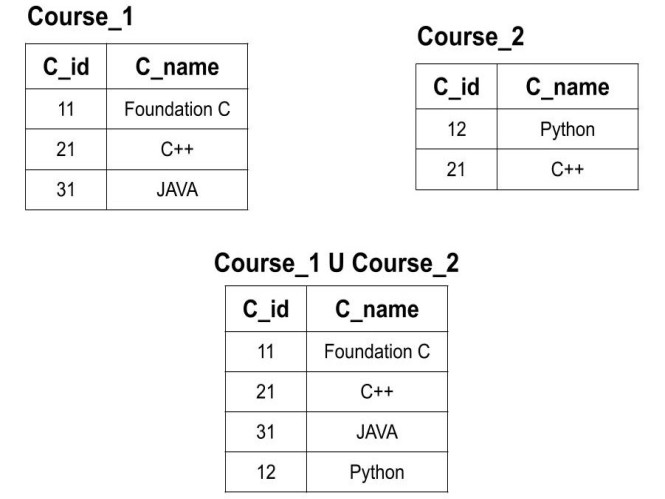 Course_1
C_id C_name
11 Foundation C
21 C++
31 JAVA
Course_2
C_id C_name
12 Python
21 C++
Course_1 U Course_2
C_id C_name
11 Foundation C
21 C++
31 JAVA
12 Python